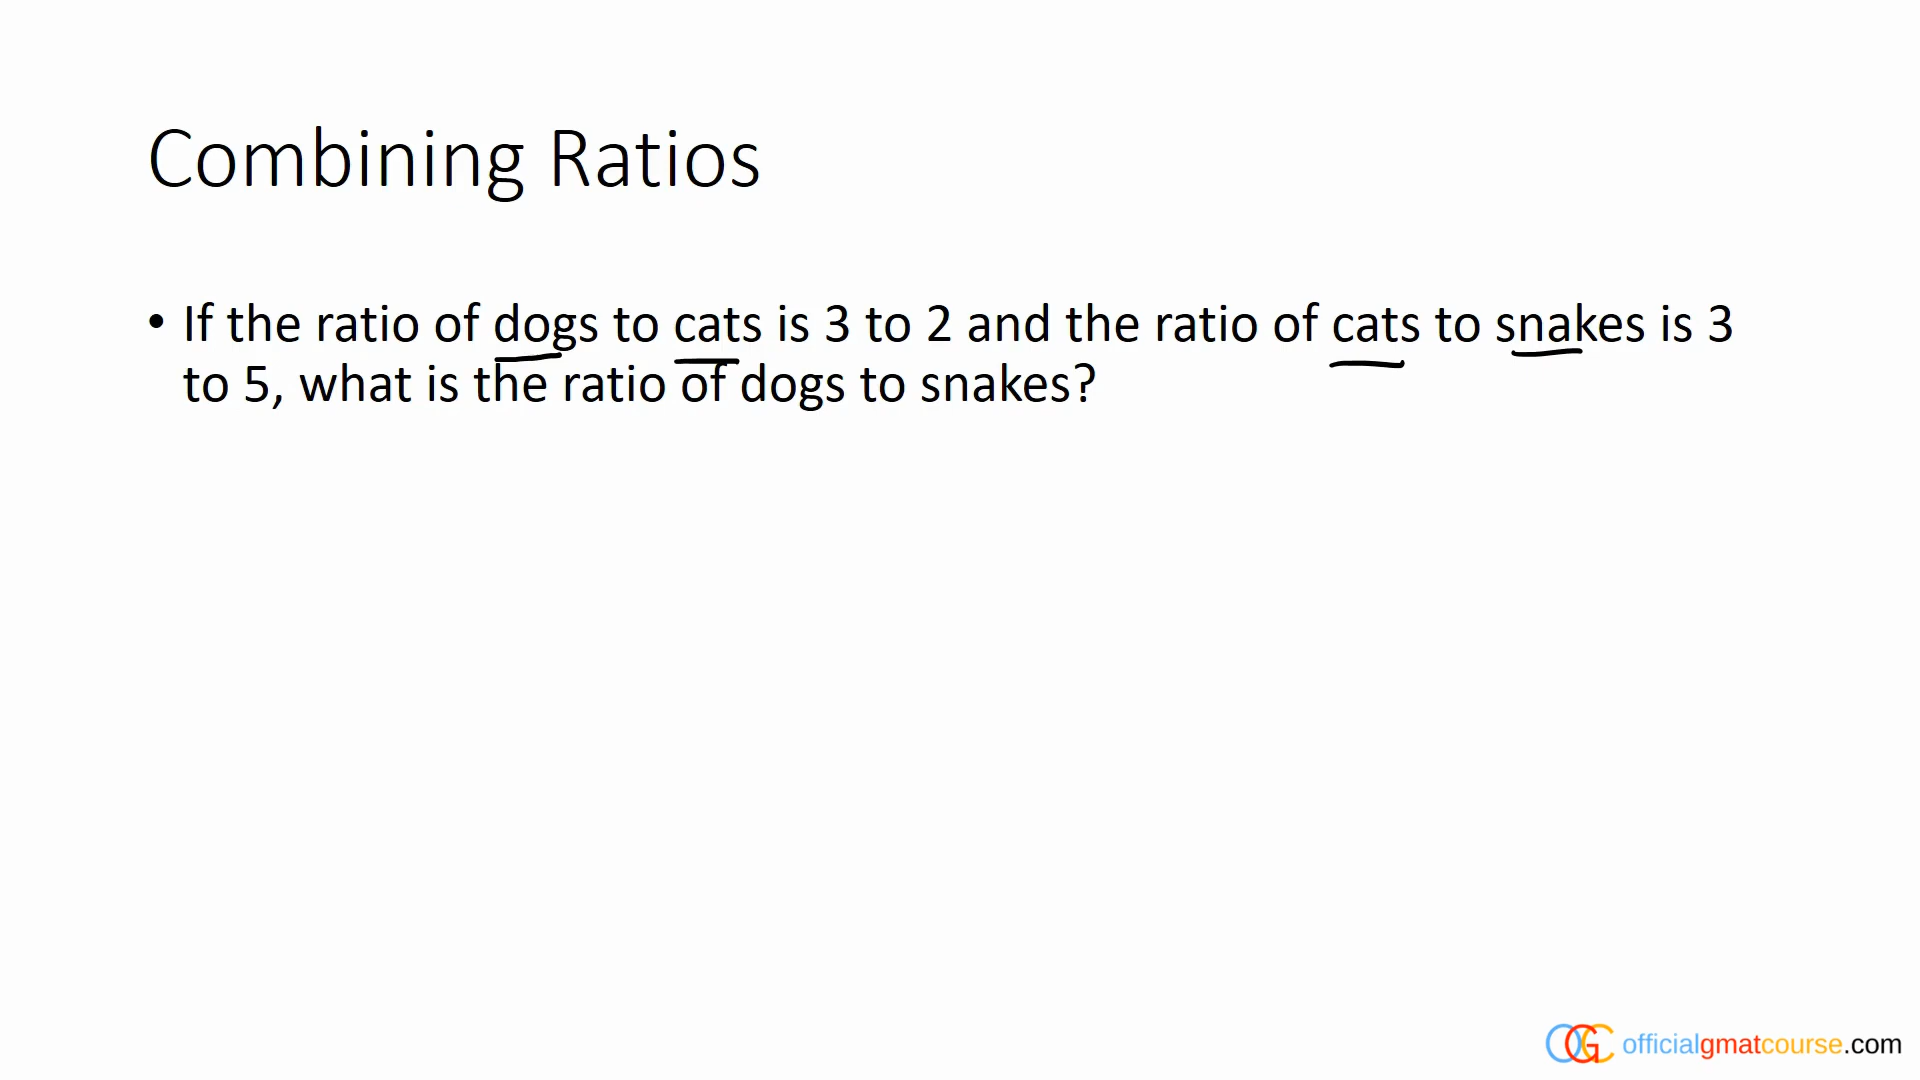 Combining Ratios
• If the ratio of dogs to cats is 3 to 2 and the ratio of cats to snakes is 3
to 5, what is the ratio of dogs to snakes?
OGC officialgmatcourse.com